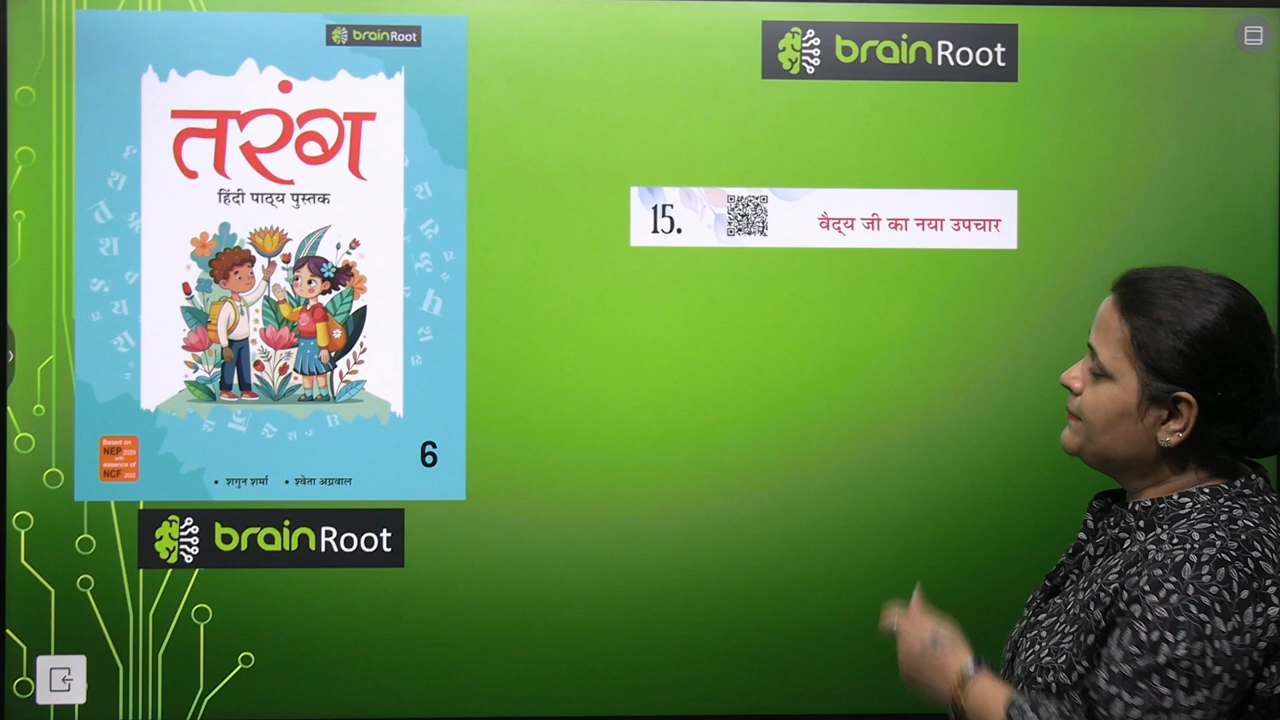 brainRoot
तरंग
हिंदी पाठ्य पुस्तक
Based on
NEP 2020
with
essence of
NCF 2023
6
• शगुन शर्मा • श्वेता अग्रवाल
brainRoot
brainRoot
15.
वैद्य जी का नया उपचार